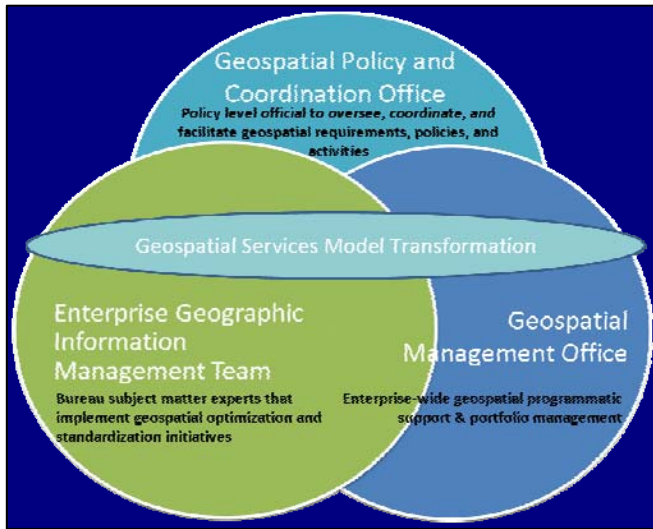 Geospatial Policy and
Coordination Office
Policy level official to oversee, coordinate, and
facilitate geospatial requirements, policies, and
activities
Geospatial Services Model Transformation
Enterprise Geographic
Information
Management Team
Bureau subject matter experts that
implement geospatial optimization and
standardization initiatives
Geospatial
Management Office
Enterprise-wide geospatial programmatic
support & portfolio management